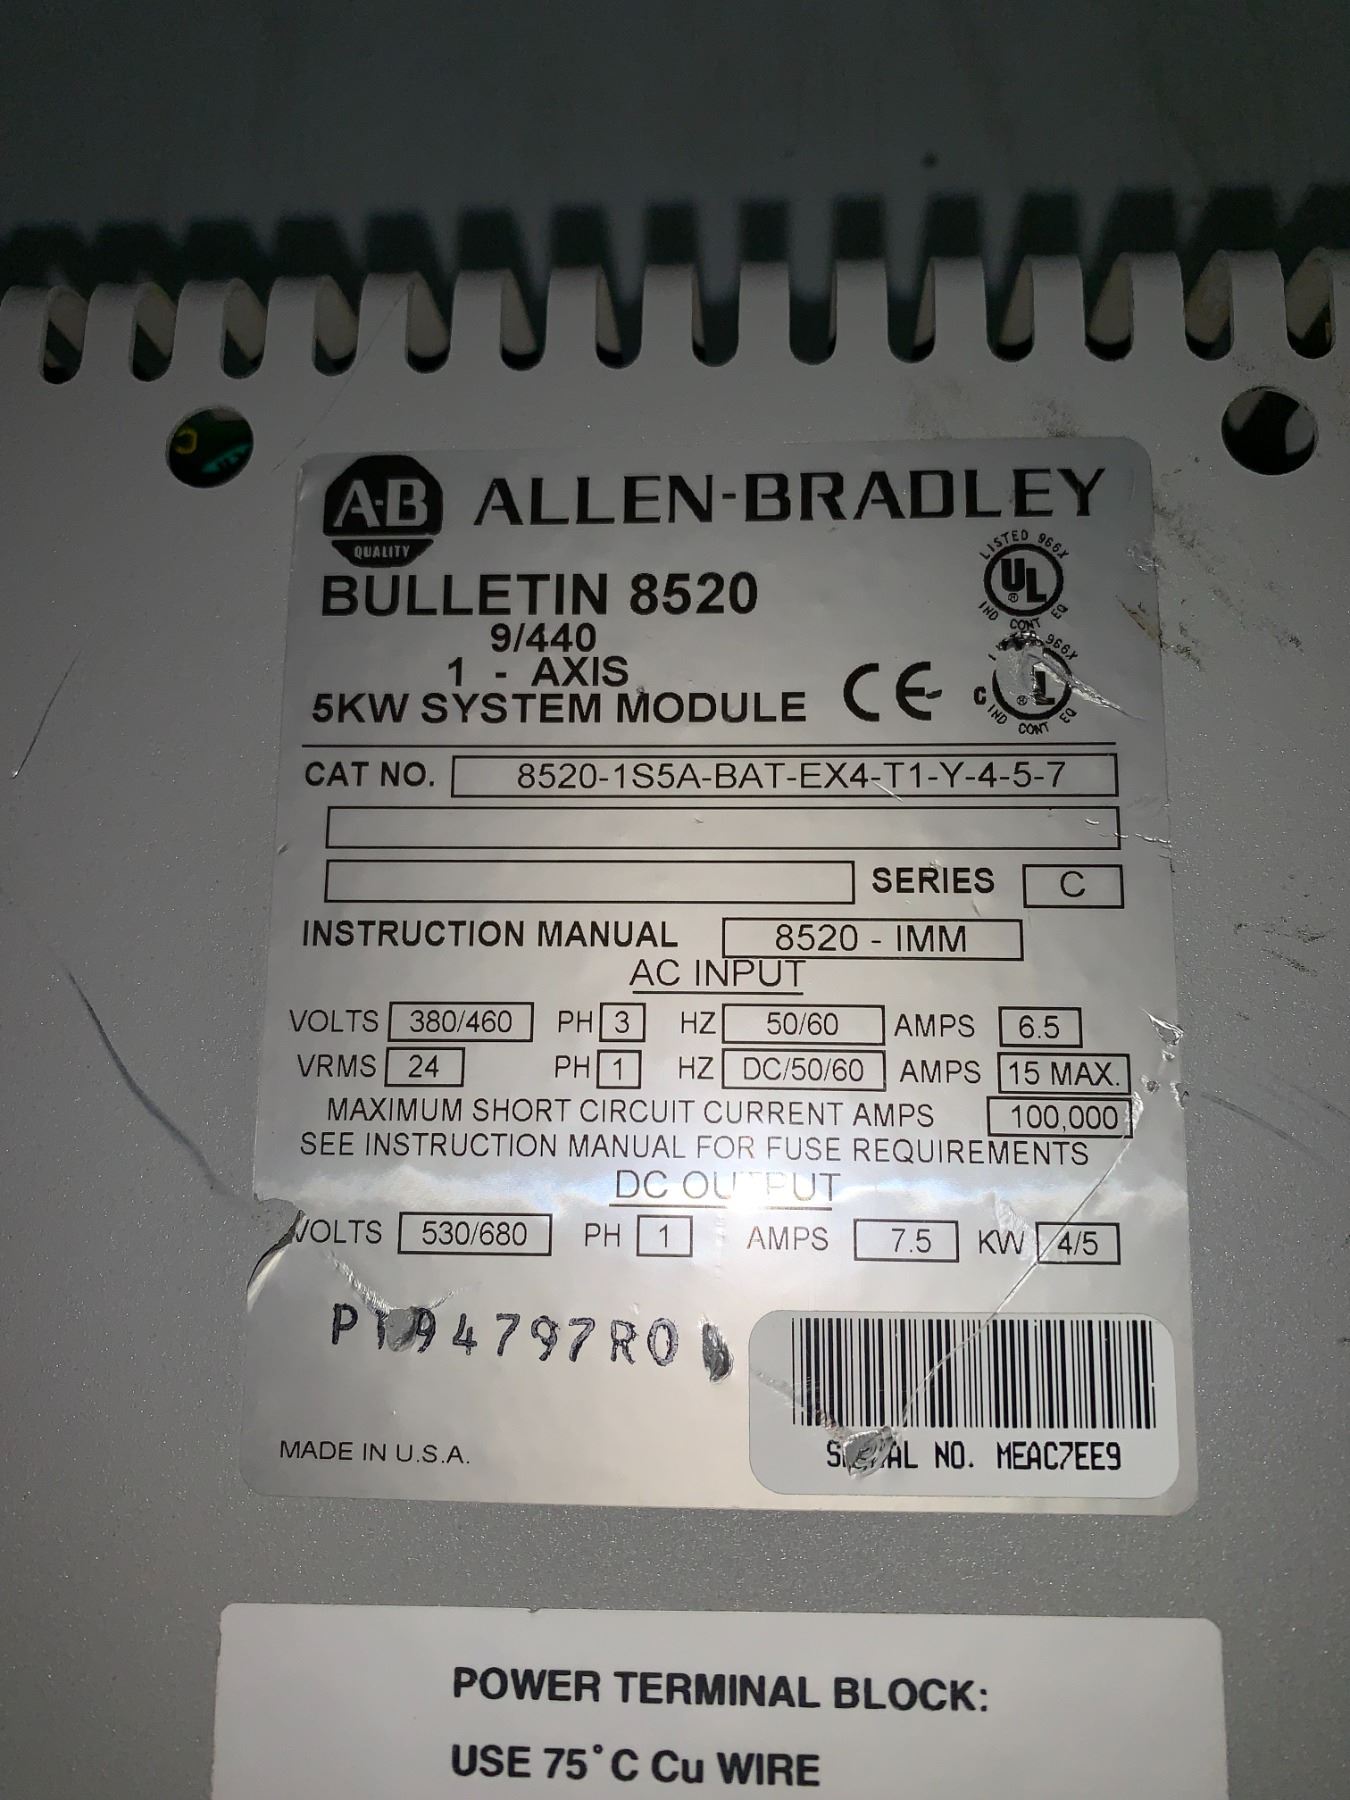 A-B ALLEN-BRADLEY
QUALITY
BULLETIN 8520
9/440
1 - AXIS
5KW SYSTEM MODULE CE
LISTED 966X
UL ®
IND CONT EQ
966X
C L ®
IND CONT EQ
CAT NO. 8520-1S5A-BAT-EX4-T1-Y-4-5-7
SERIES C
INSTRUCTION MANUAL 8520 - IMM
AC INPUT
VOLTS 380/460 PH 3 HZ 50/60 AMPS 6.5
VRMS 24 PH 1 HZ DC/50/60 AMPS 15 MAX.
MAXIMUM SHORT CIRCUIT CURRENT AMPS 100,000
SEE INSTRUCTION MANUAL FOR FUSE REQUIREMENTS
DC OUTPUT
VOLTS 530/680 PH 1 AMPS 7.5 KW 4/5
MADE IN U.S.A.
SERIAL NO. MEAC7EE9
POWER TERMINAL BLOCK:
USE 75°C Cu WIRE